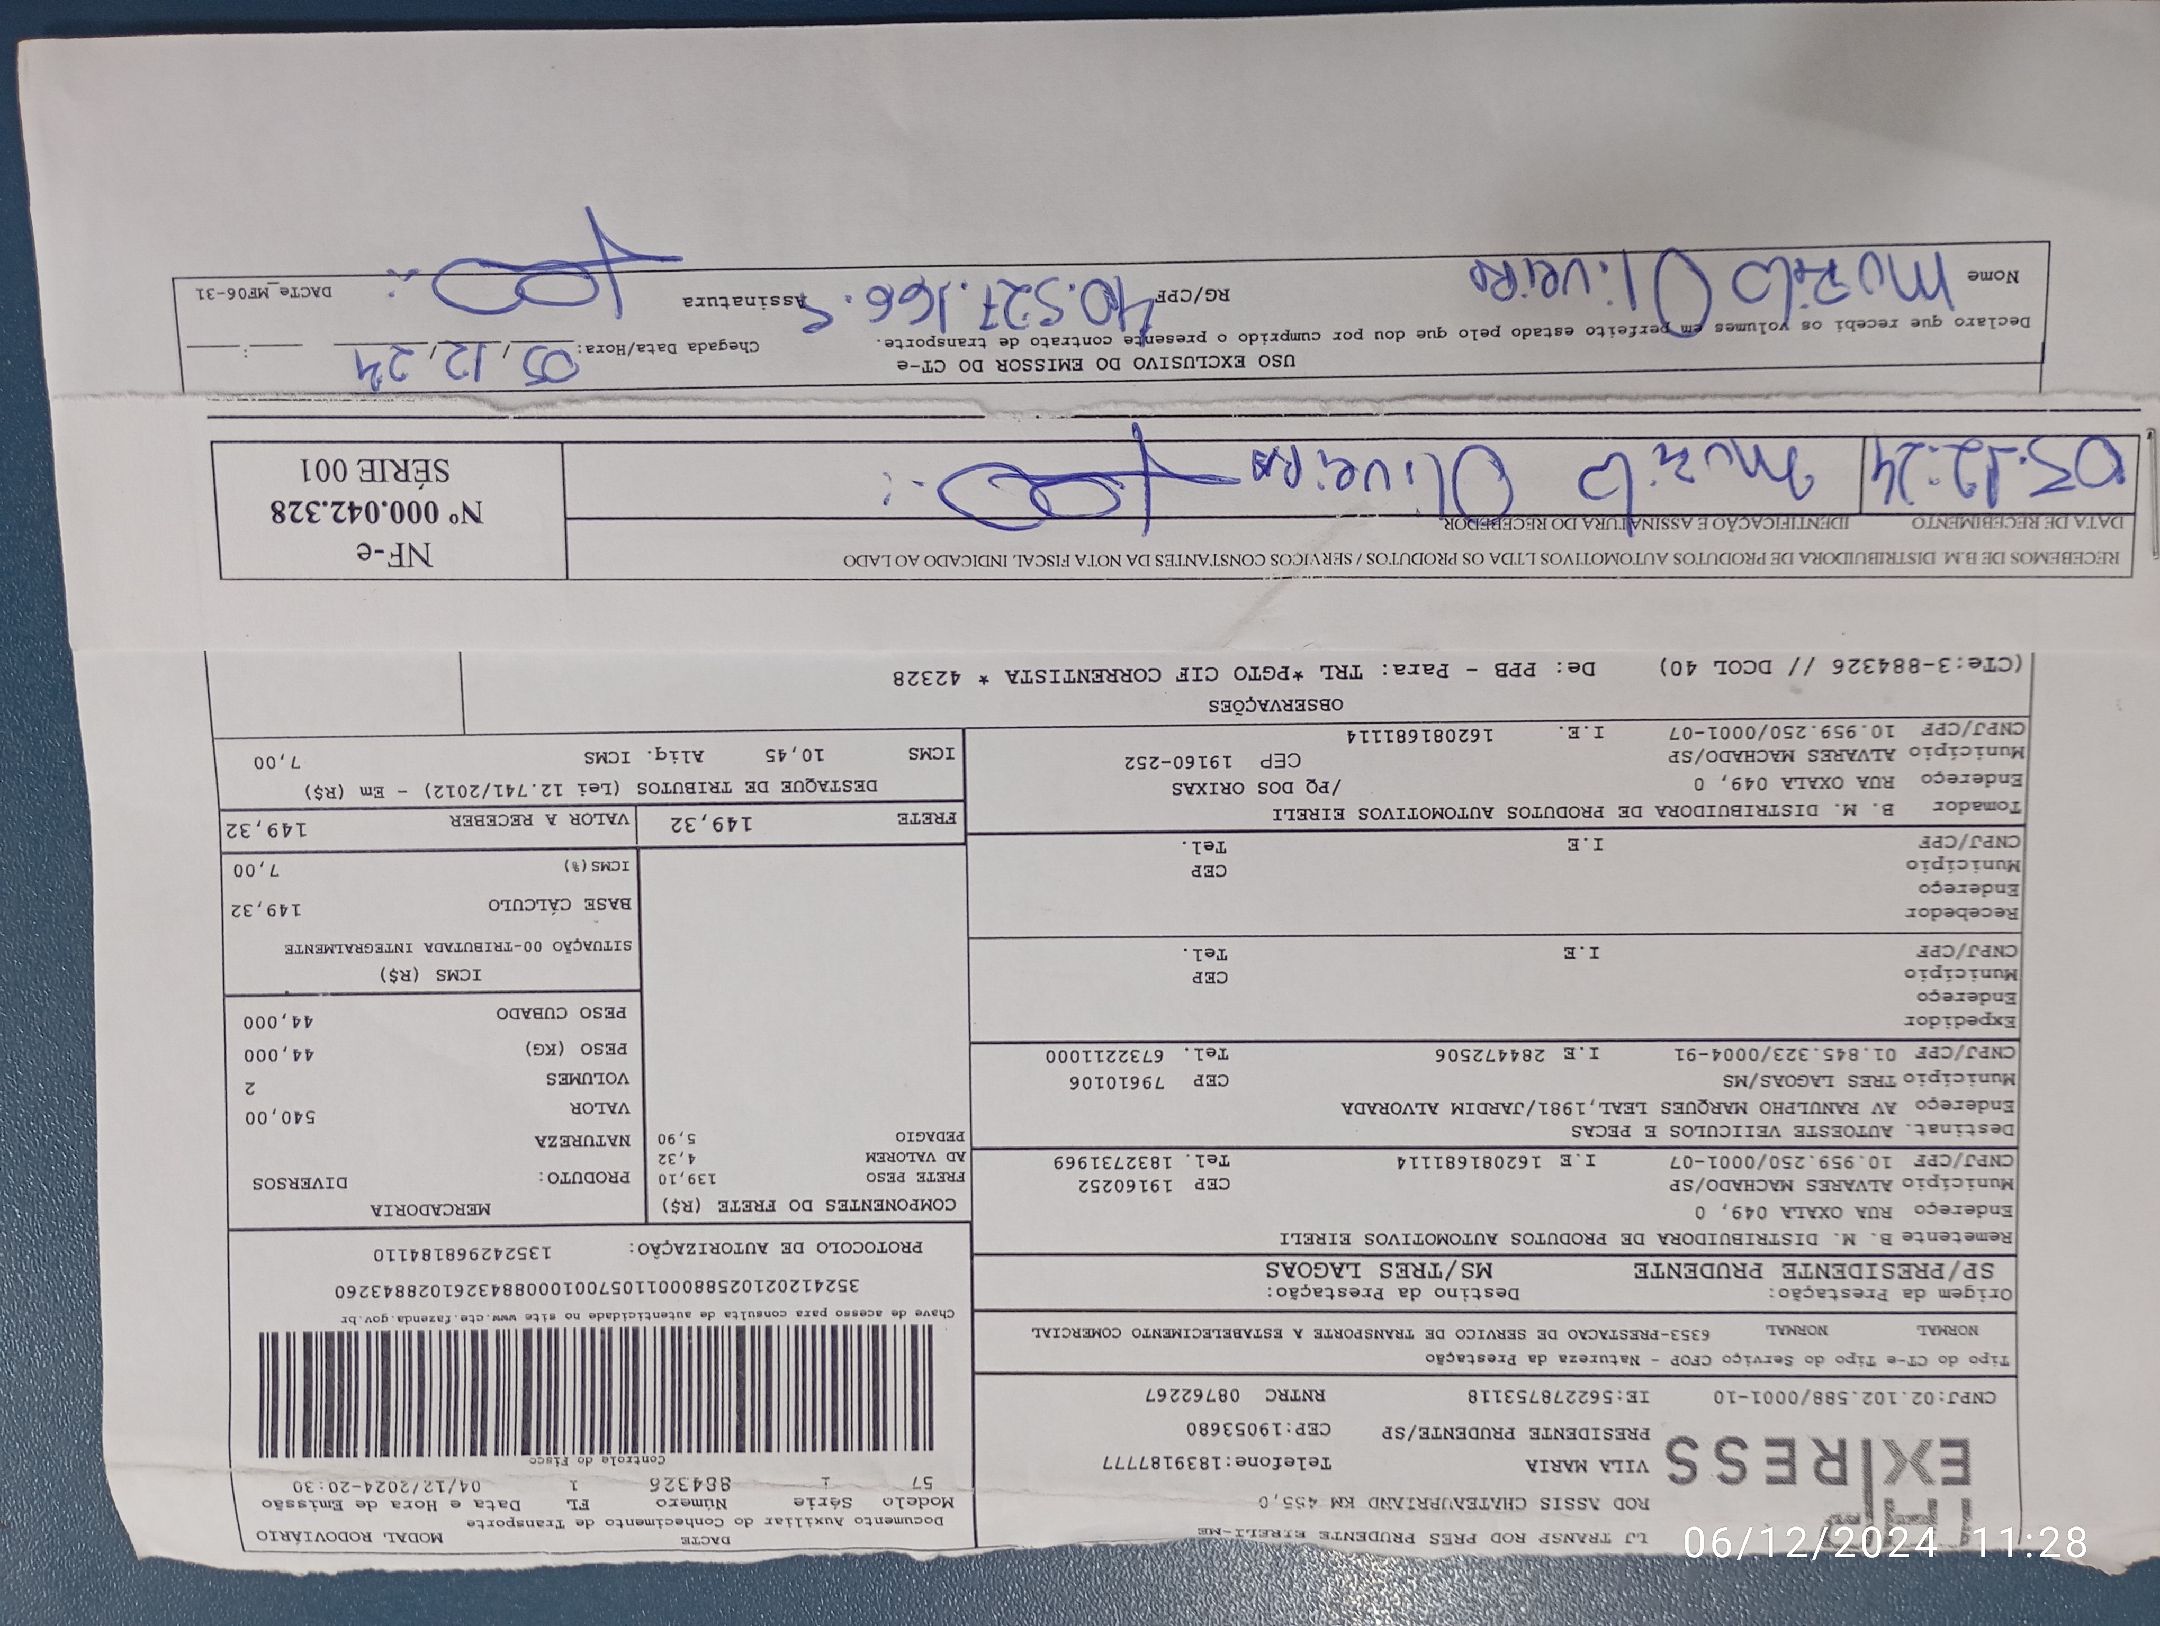 LJ TRANSP ROD PRES PRUDENTE EIRELI-ME
ROD ASSIS CHATEAUBRIAND KM 455,0
VILA MARIA Telefone:1839187777
EX RESS
PRESIDENTE PRUDENTE/SP CEP:19053680
CNPJ:02.102.588/0001-10 IE:562278753118 RNTRC 08762267
DACTE MODAL RODOVIÁRIO
Documento Auxiliar do Conhecimento de Transporte
Modelo Série Número FL Data e Hora de Emissão
57 1 884326 1 04/12/2024-20:30
Controle do Fisco
Chave de acesso para consulta de autenticidade no site www.cte.fazenda.gov.br
35241202102588000110570010008843261028843260
PROTOCOLO DE AUTORIZAÇÃO: 135242968184110
Tipo do CT-e Tipo do Serviço CFOP - Natureza da Prestação
NORMAL NORMAL 6353-PRESTACAO DE SERVICO DE TRANSPORTE A ESTABELECIMENTO COMERCIAL
Origem da Prestação: Destino da Prestação:
SP/PRESIDENTE PRUDENTE MS/TRES LAGOAS
Remetente B. M. DISTRIBUIDORA DE PRODUTOS AUTOMOTIVOS EIRELI
Endereço RUA OXALA 049, 0
Município ALVARES MACHADO/SP CEP 19160252
CNPJ/CPF 10.959.250/0001-07 I.E 162081681114 Tel. 1832731969
Destinat. AUTOESTE VEIICULOS E PECAS
Endereço AV RANULPHO MARQUES LEAL,1981/JARDIM ALVORADA
Município TRES LAGOAS/MS CEP 79610106
CNPJ/CPF 01.845.323/0004-91 I.E 284472506 Tel. 6732211000
Expedidor
Endereço
Município CEP
CNPJ/CPF I.E Tel.
Recebedor
Endereço
Município CEP
CNPJ/CPF I.E Tel.
Tomador B. M. DISTRIBUIDORA DE PRODUTOS AUTOMOTIVOS EIRELI
Endereço RUA OXALA 049, 0 /PQ DOS ORIXAS
Município ALVARES MACHADO/SP CEP 19160-252
CNPJ/CPF 10.959.250/0001-07 I.E. 162081681114
COMPONENTES DO FRETE (R$)
FRETE PESO 139,10
AD VALOREM 4,32
PEDAGIO 5,90
MERCADORIA
PRODUTO: DIVERSOS
NATUREZA
VALOR 540,00
VOLUMES 2
PESO (KG) 44,000
PESO CUBADO 44,000
ICMS (R$)
SITUAÇÃO 00-TRIBUTADA INTEGRALMENTE
BASE CÁLCULO 149,32
ICMS(%) 7,00
FRETE 149,32 VALOR A RECEBER 149,32
DESTAQUE DE TRIBUTOS (Lei 12.741/2012) - Em (R$)
ICMS 10,45 Aliq. ICMS 7,00
OBSERVAÇÕES
(CTe:3-884326 // DCOL 40) De: PPB - Para: TRL *PGTO CIF CORRENTISTA * 42328
RECEBEMOS DE B.M. DISTRIBUIDORA DE PRODUTOS AUTOMOTIVOS LTDA OS PRODUTOS / SERVIÇOS CONSTANTES DA NOTA FISCAL INDICADO AO LADO
DATA DE RECEBIMENTO IDENTIFICAÇÃO E ASSINATURA DO RECEBEDOR
05.12.24 Murilo Oliveira
NF-e
Nº 000.042.328
SÉRIE 001
USO EXCLUSIVO DO EMISSOR DO CT-e
Declaro que recebi os volumes em perfeito estado pelo que dou por cumprido o presente contrato de transporte.
Chegada Data/Hora: 05/12/24 __:__
Nome Murilo Oliveira RG/CPF 40.527.166.5 Assinatura
DACTe_MF06-31
06/12/2024 11:28